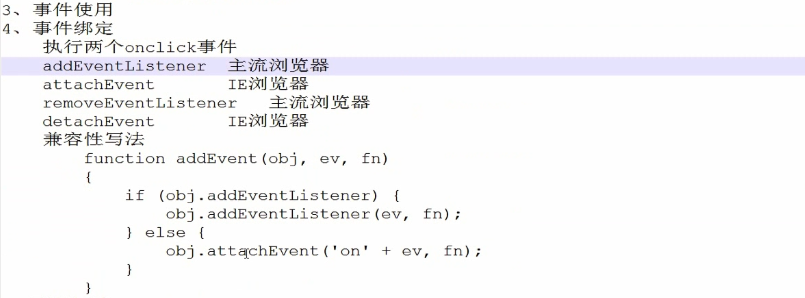 3、事件使用
4、事件绑定
执行两个onclick事件
addEventListener 主流浏览器
attachEvent IE浏览器
removeEventListener 主流浏览器
detachEvent IE浏览器
兼容性写法
function addEvent(obj, ev, fn)
{
if (obj.addEventListener) {
obj.addEventListener(ev, fn);
} else {
obj.attachEvent('on' + ev, fn);
}
}